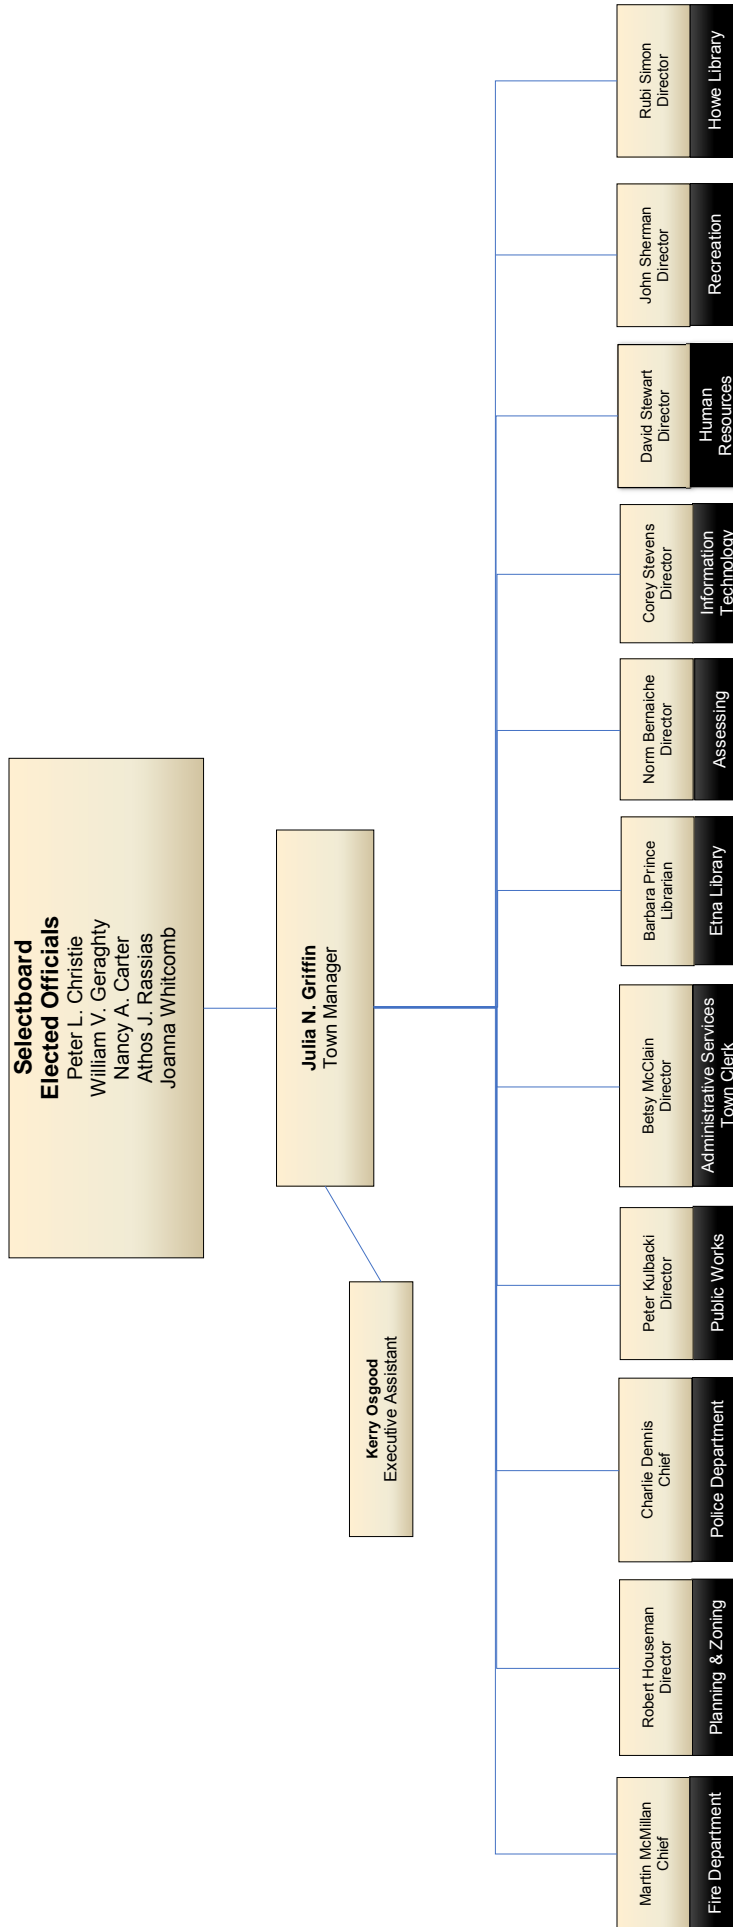 Selectboard
Elected Officials
Peter L. Christie
William V. Geraghty
Nancy A. Carter
Athos J. Rassias
Joanna Whitcomb
Julia N. Griffin
Town Manager
Kerry Osgood
Executive Assistant
Martin McMillan
Chief
Fire Department
Robert Houseman
Director
Planning & Zoning
Charlie Dennis
Chief
Police Department
Peter Kulbacki
Director
Public Works
Betsy McClain
Director
Administrative Services
Town Clerk
Barbara Prince
Librarian
Etna Library
Norm Bernaiche
Director
Assessing
Corey Stevens
Director
Information
Technology
David Stewart
Director
Human
Resources
John Sherman
Director
Recreation
Rubi Simon
Director
Howe Library